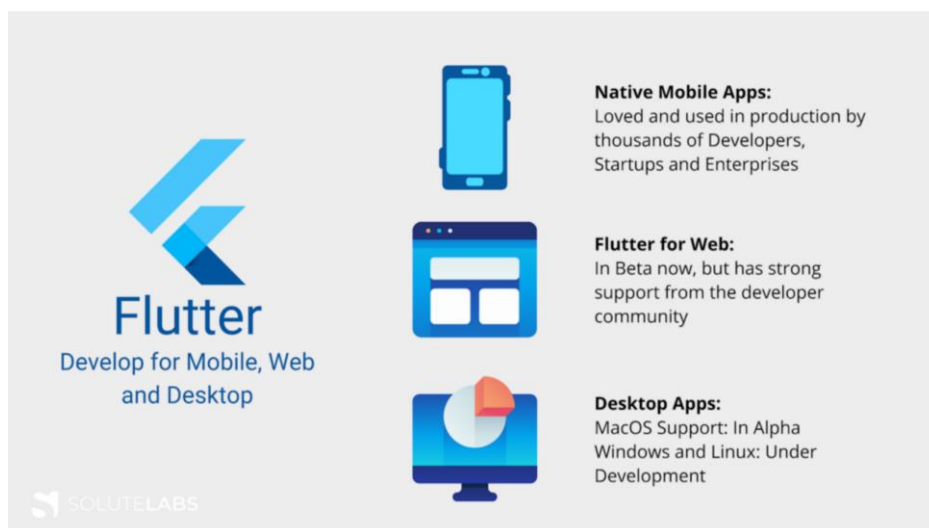 Flutter
Develop for Mobile, Web
and Desktop
Native Mobile Apps:
Loved and used in production by
thousands of Developers,
Startups and Enterprises
Flutter for Web:
In Beta now, but has strong
support from the developer
community
Desktop Apps:
MacOS Support: In Alpha
Windows and Linux: Under
Development
SOLUTELABS